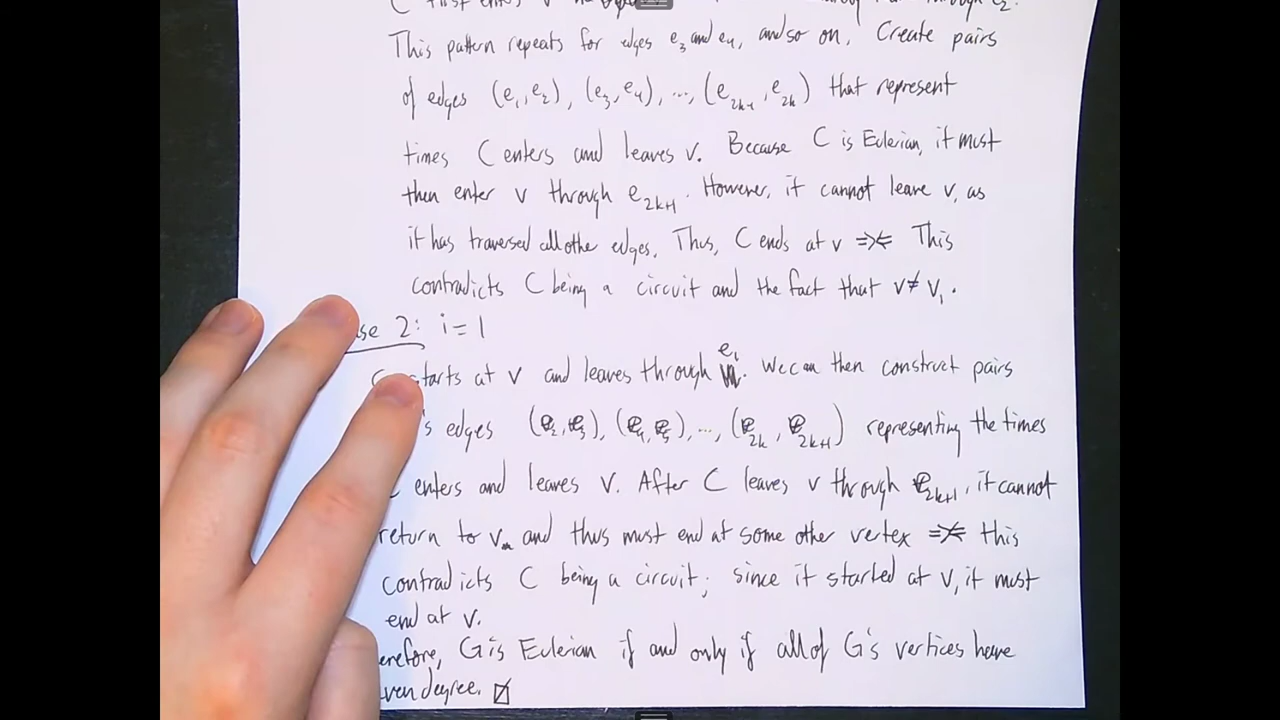 C first enters v
This pattern repeats for edges e₃ and e₄, and so on. Create pairs
of edges (e₁,e₂), (e₃,e₄), ..., (e₂ₖ₋₁, e₂ₖ) that represent
times C enters and leaves v. Because C is Eulerian, it must
then enter v through e₂ₖ₊₁. However, it cannot leave v, as
it has traversed all othe edges. Thus, C ends at v ⇒⇐ This
contradicts C being a circuit and the fact that v≠v₁.
se 2: i=1
starts at v and leaves through e₁. We can then construct pairs
's edges (e₂,e₃), (e₄,e₅), ..., (e₂ₖ, e₂ₖ₊₁) representing the times
enters and leaves v. After C leaves v through e₂ₖ₊₁, it cannot
return to v and thus must end at some other vertex ⇒⇐ this
contradicts C being a circuit; since it started at v, it must
end at v.
erefore, G is Eulerian if and only if all of G's vertices have
ven degree. ☑